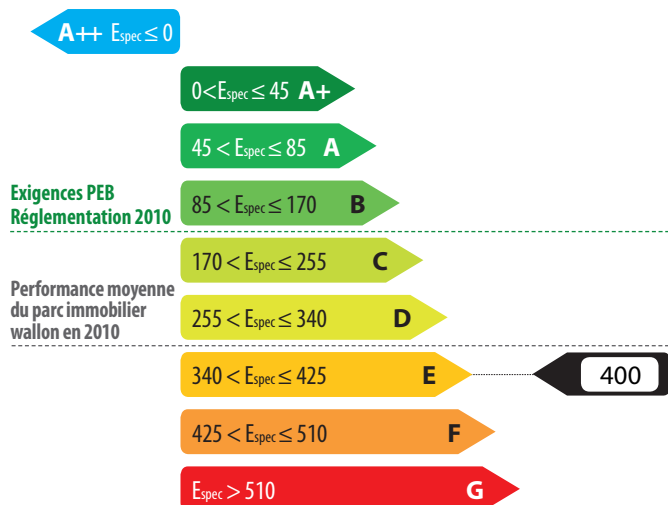 A++ Espec ≤ 0
0<Espec ≤ 45 A+
45 < Espec ≤ 85 A
Exigences PEB
Réglementation 2010
85 < Espec ≤ 170 B
170 < Espec ≤ 255 C
Performance moyenne
du parc immobilier
wallon en 2010
255 < Espec ≤ 340 D
340 < Espec ≤ 425 E 400
425 < Espec ≤ 510 F
Espec > 510 G